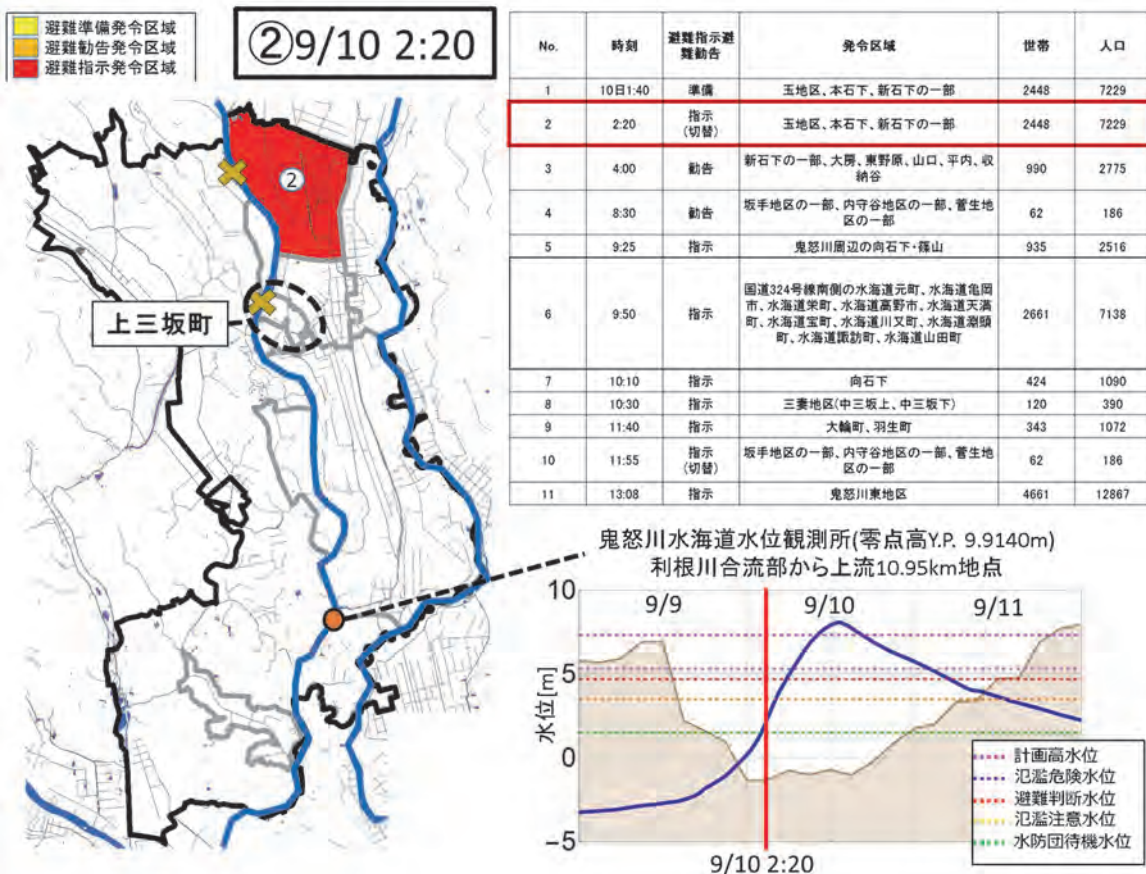 避難準備発令区域
避難勧告発令区域
避難指示発令区域
②9/10 2:20
2
上三坂町
No. 時刻 避難指示避難勧告 発令区域 世帯 人口
1 10日1:40 準備 玉地区、本石下、新石下の一部 2448 7229
2 2:20 指示(切替) 玉地区、本石下、新石下の一部 2448 7229
3 4:00 勧告 新石下の一部、大房、東野原、山口、平内、収納谷 990 2775
4 8:30 勧告 坂手地区の一部、内守谷地区の一部、菅生地区の一部 62 186
5 9:25 指示 鬼怒川周辺の向石下・篠山 935 2516
6 9:50 指示 国道324号線南側の水海道元町、水海道亀岡市、水海道栄町、水海道高野市、水海道天満町、水海道宝町、水海道川又町、水海道淵頭町、水海道諏訪町、水海道山田町 2661 7138
7 10:10 指示 向石下 424 1090
8 10:30 指示 三妻地区(中三坂上、中三坂下) 120 390
9 11:40 指示 大輪町、羽生町 343 1072
10 11:55 指示(切替) 坂手地区の一部、内守谷地区の一部、菅生地区の一部 62 186
11 13:08 指示 鬼怒川東地区 4661 12867
鬼怒川水海道水位観測所(零点高Y.P. 9.9140m)
利根川合流部から上流10.95km地点
10
5
0
-5
水位[m]
9/9
9/10
9/11
9/10 2:20
計画高水位
氾濫危険水位
避難判断水位
氾濫注意水位
水防団待機水位